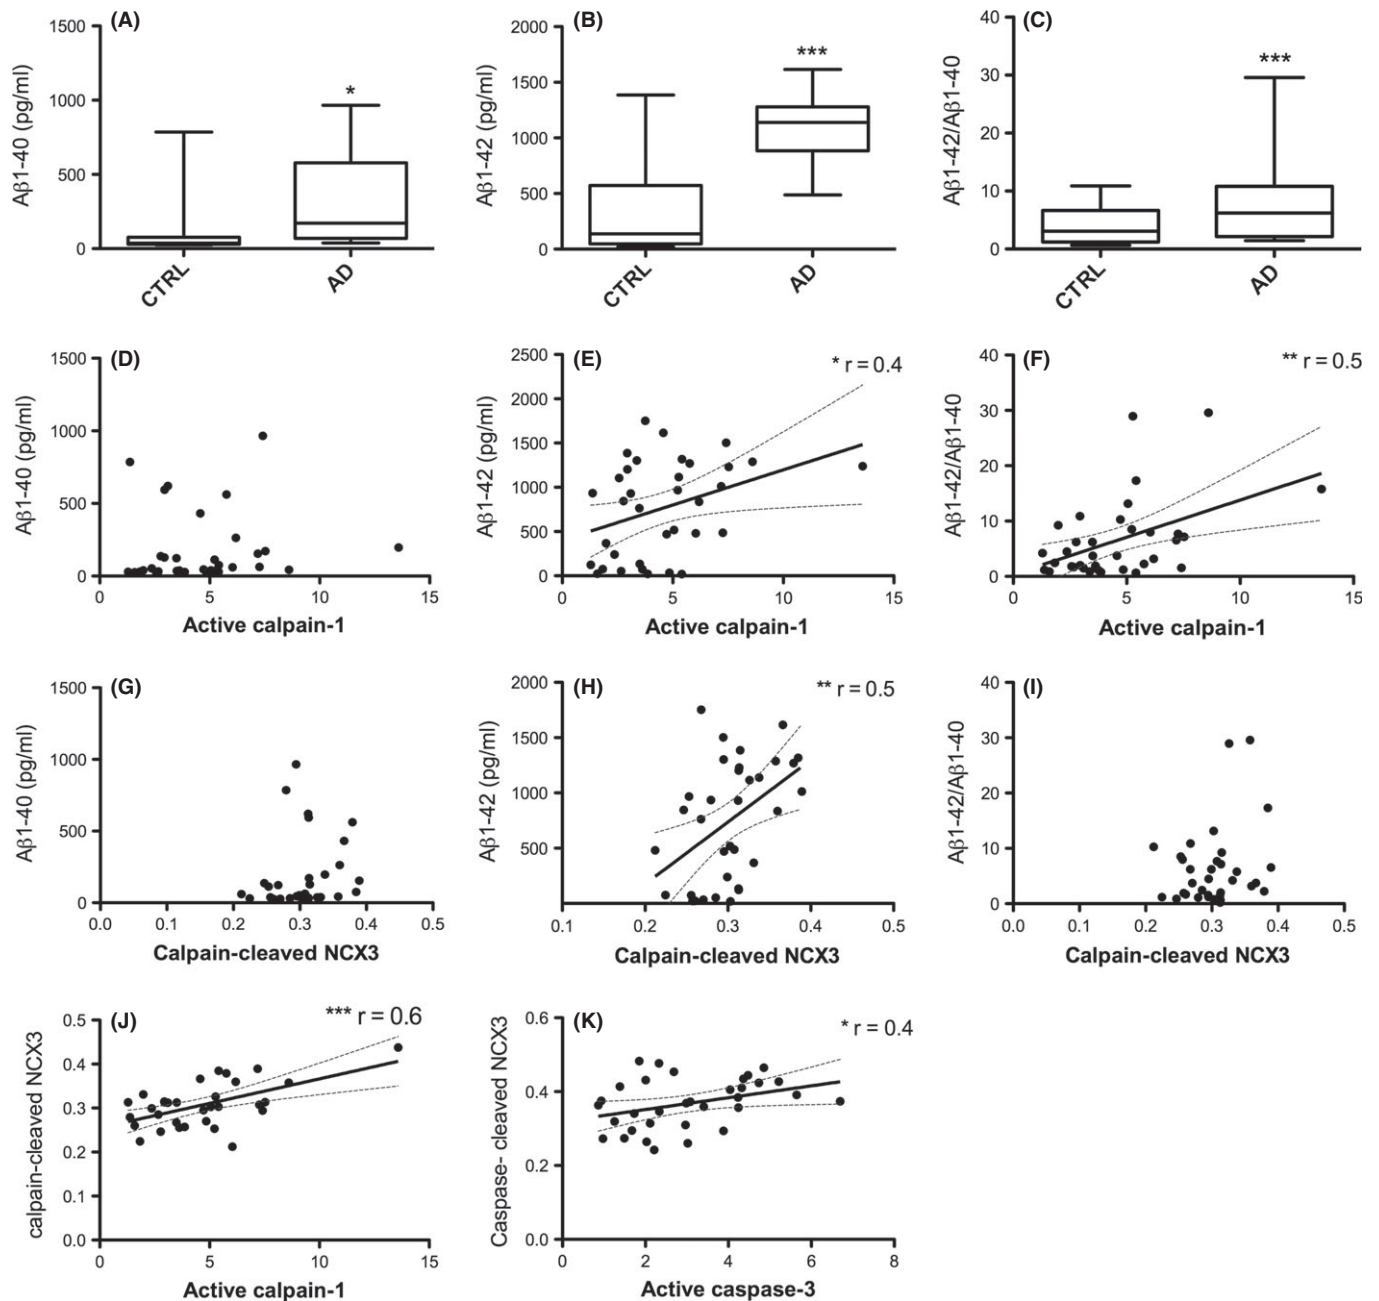 (A)
Aβ1-40 (pg/ml)
1500
1000
500
0
*
CTRL
AD
(B)
Aβ1-42 (pg/ml)
2000
1500
1000
500
0
***
CTRL
AD
(C)
Aβ1-42/Aβ1-40
40
30
20
10
0
***
CTRL
AD
(D)
Aβ1-40 (pg/ml)
1500
1000
500
0
0 5 10 15
Active calpain-1
(E)
* r = 0.4
Aβ1-42 (pg/ml)
2500
2000
1500
1000
500
0
0 5 10 15
Active calpain-1
(F)
** r = 0.5
Aβ1-42/Aβ1-40
40
30
20
10
0
0 5 10 15
Active calpain-1
(G)
Aβ1-40 (pg/ml)
1500
1000
500
0
0.0 0.1 0.2 0.3 0.4 0.5
Calpain-cleaved NCX3
(H)
** r = 0.5
Aβ1-42 (pg/ml)
2000
1500
1000
500
0.1 0.2 0.3 0.4 0.5
Calpain-cleaved NCX3
(I)
Aβ1-42/Aβ1-40
40
30
20
10
0
0.0 0.1 0.2 0.3 0.4 0.5
Calpain-cleaved NCX3
(J)
*** r = 0.6
calpain-cleaved NCX3
0.5
0.4
0.3
0.2
0.1
0.0
0 5 10 15
Active calpain-1
(K)
* r = 0.4
Caspase- cleaved NCX3
0.6
0.4
0.2
0.0
0 2 4 6 8
Active caspase-3